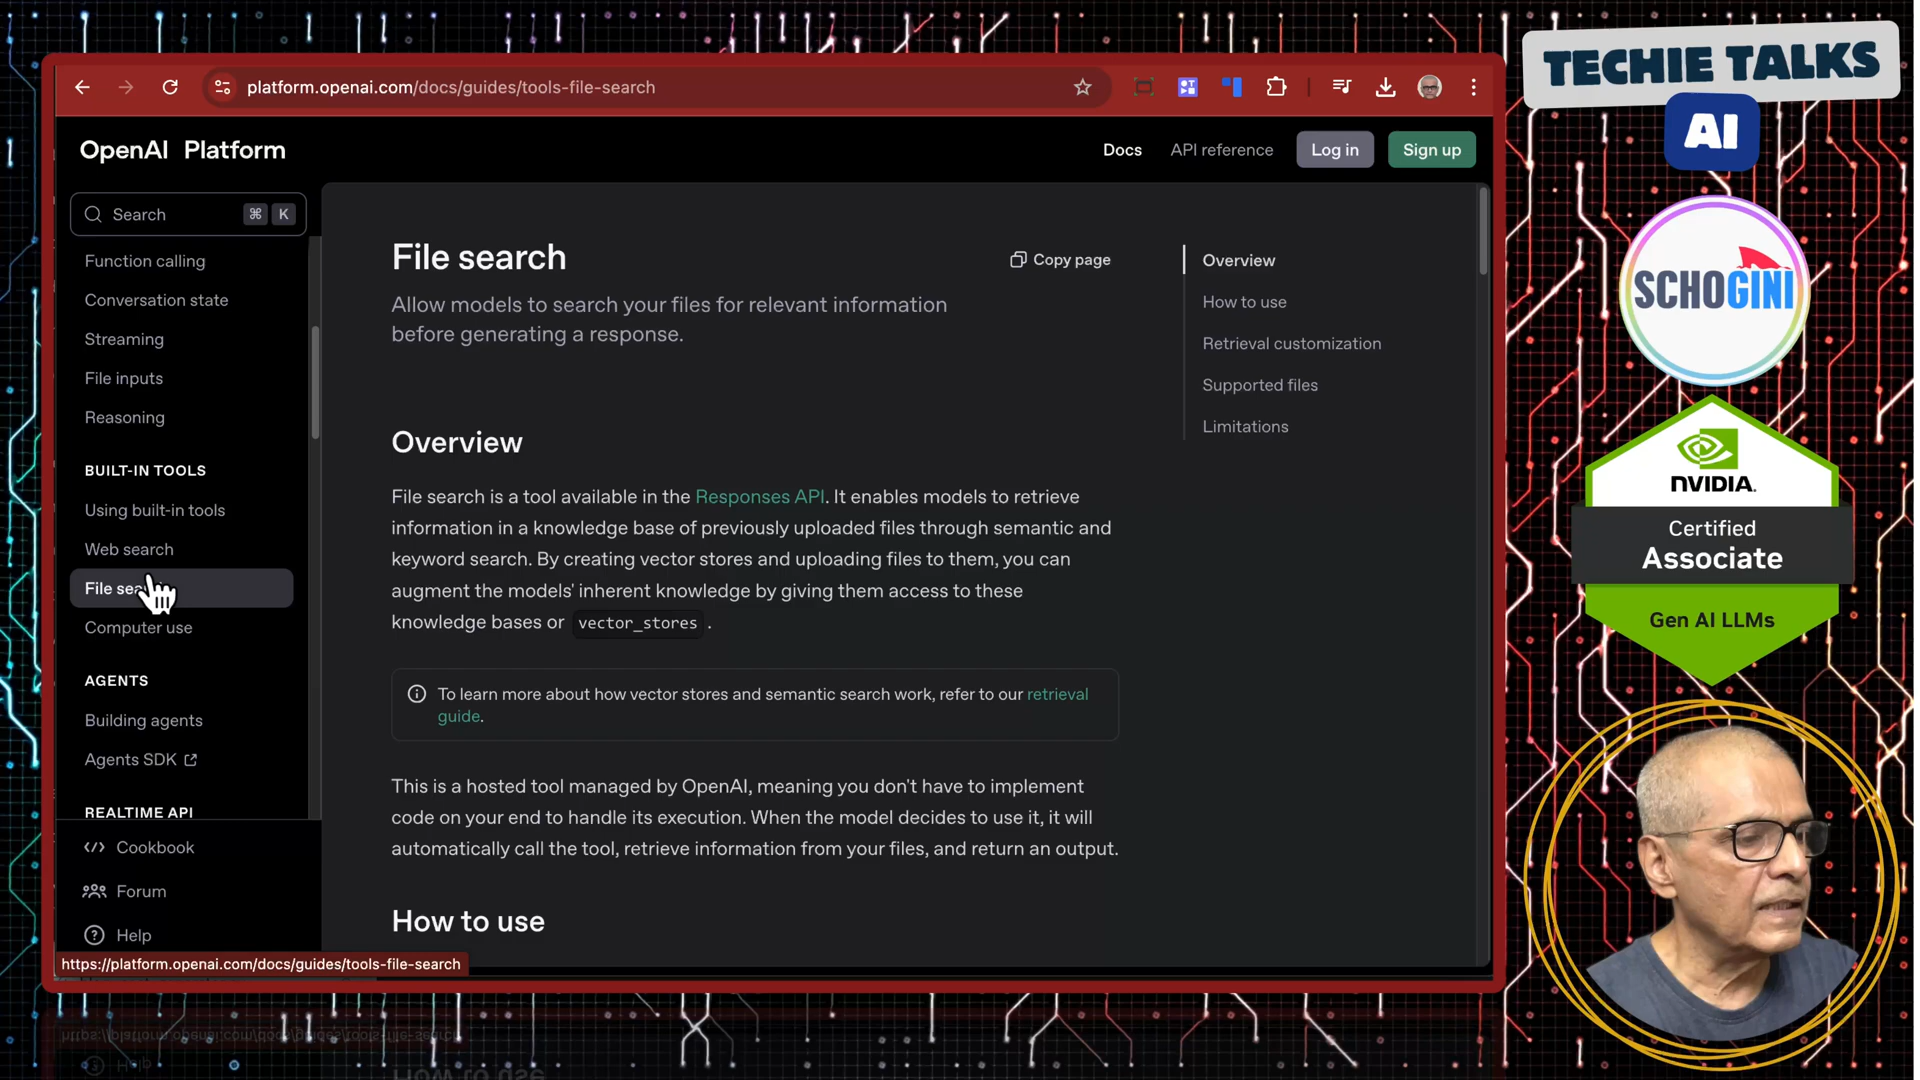 TECHIE TALKS
AI
SCHOGINI
NVIDIA.
Certified
Associate
Gen AI LLMs
platform.openai.com/docs/guides/tools-file-search
OpenAI Platform
Docs
API reference
Log in
Sign up
Search
⌘ K
Function calling
Conversation state
Streaming
File inputs
Reasoning
BUILT-IN TOOLS
Using built-in tools
Web search
File sea
Computer use
AGENTS
Building agents
Agents SDK
REALTIME API
Cookbook
Forum
Help
https://platform.openai.com/docs/guides/tools-file-search
File search
Copy page
Allow models to search your files for relevant information
before generating a response.
Overview
File search is a tool available in the Responses API. It enables models to retrieve
information in a knowledge base of previously uploaded files through semantic and
keyword search. By creating vector stores and uploading files to them, you can
augment the models' inherent knowledge by giving them access to these
knowledge bases or vector_stores .
To learn more about how vector stores and semantic search work, refer to our retrieval
guide.
This is a hosted tool managed by OpenAI, meaning you don't have to implement
code on your end to handle its execution. When the model decides to use it, it will
automatically call the tool, retrieve information from your files, and return an output.
How to use
Overview
How to use
Retrieval customization
Supported files
Limitations